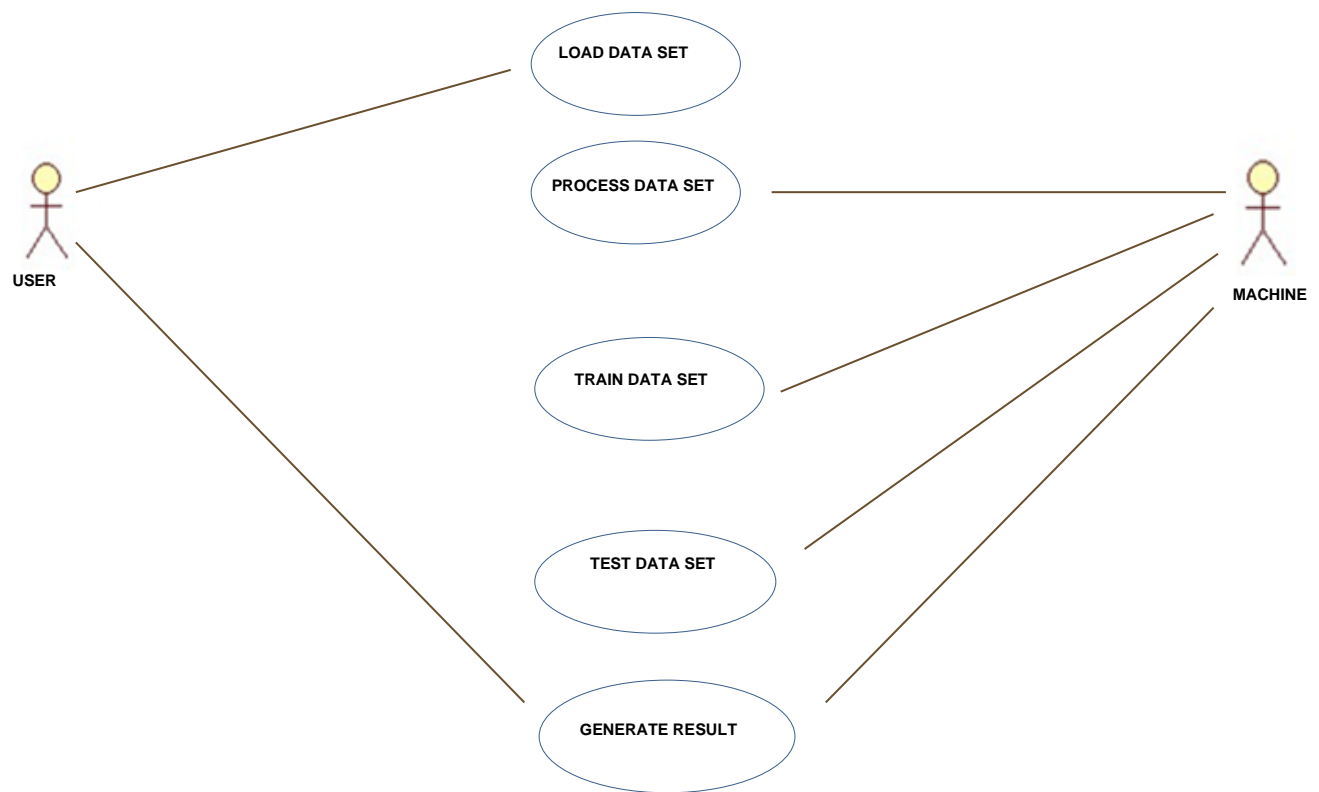 LOAD DATA SET
PROCESS DATA SET
USER
MACHINE
TRAIN DATA SET
TEST DATA SET
GENERATE RESULT